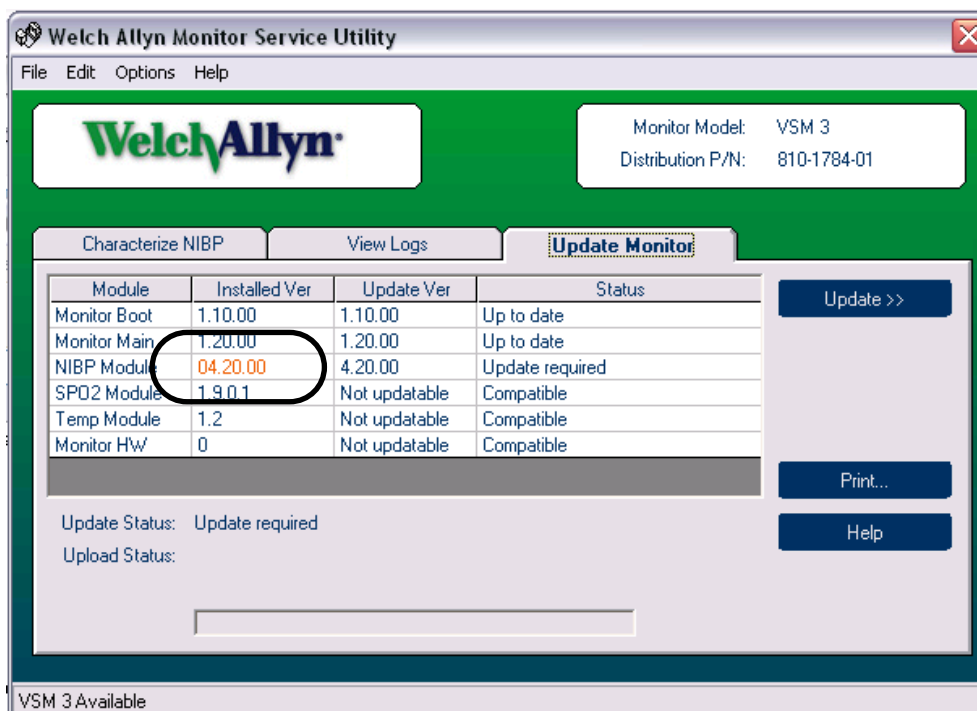 Welch Allyn Monitor Service Utility
File Edit Options Help
WelchAllyn
Monitor Model: VSM 3
Distribution P/N: 810-1784-01
Characterize NIBP View Logs Update Monitor
Module Installed Ver Update Ver Status
Monitor Boot 1.10.00 1.10.00 Up to date
Monitor Main 1.20.00 1.20.00 Up to date
NIBP Module 04.20.00 4.20.00 Update required
SPO2 Module 1.9.0.1 Not updatable Compatible
Temp Module 1.2 Not updatable Compatible
Monitor HW 0 Not updatable Compatible
Update >>
Print...
Help
Update Status: Update required
Upload Status:
VSM 3 Available